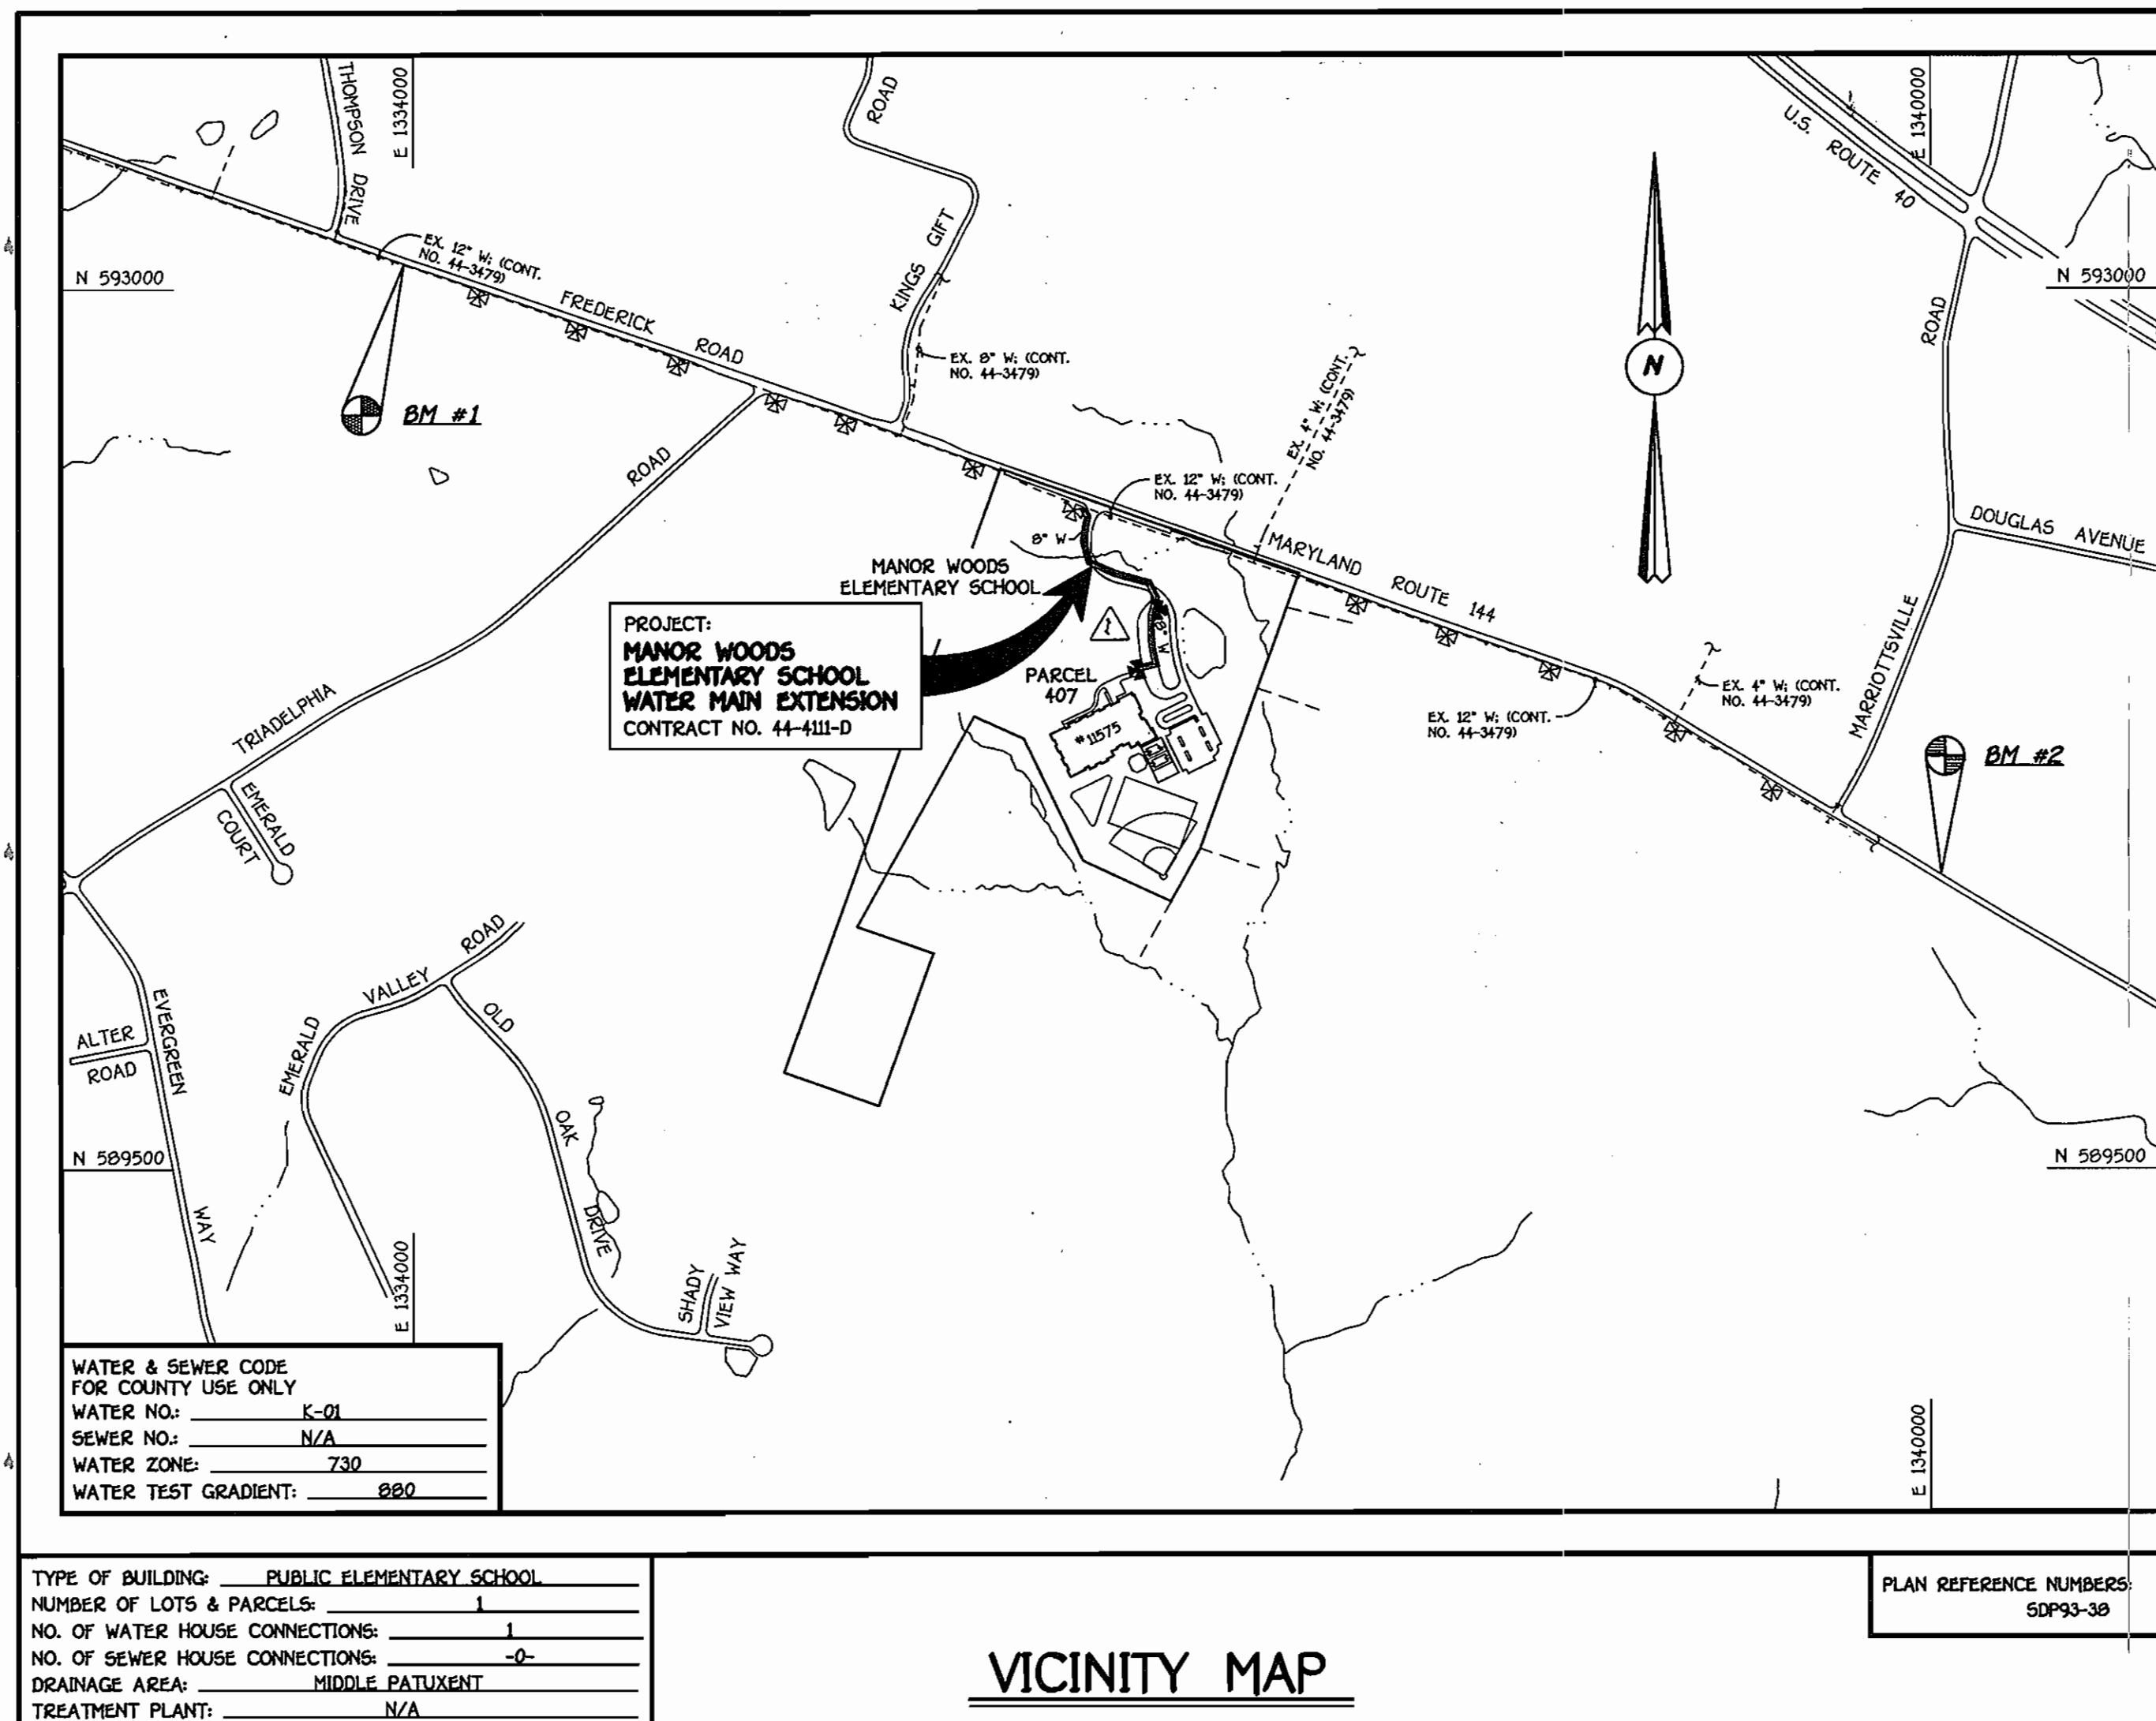 THOMPSON DRIVE
E 1334000
ROAD
KINGS GIFT
U.S. ROUTE 40
E 1340000
N 593000
N 593000
EX. 12" W; (CONT.
NO. 44-3479)
FREDERICK ROAD
EX. 8" W; (CONT.
NO. 44-3479)
EX. 4" W; (CONT.
NO. 44-3479)
N
ROAD
BM #1
ROAD
EX. 12" W; (CONT.
NO. 44-3479)
8" W
MARYLAND ROUTE 144
DOUGLAS AVENUE
MANOR WOODS
ELEMENTARY SCHOOL
PROJECT:
MANOR WOODS
ELEMENTARY SCHOOL
WATER MAIN EXTENSION
CONTRACT NO. 44-4111-D
1
8" W
PARCEL
407
#11575
MARRIOTTSVILLE
EX. 4" W; (CONT.
NO. 44-3479)
EX. 12" W; (CONT.
NO. 44-3479)
BM #2
TRIADELPHIA
EMERALD
COURT
EMERALD VALLEY ROAD
OLD OAK DRIVE
EVERGREEN WAY
ALTER
ROAD
N 589500
N 589500
SHADY
VIEW WAY
E 1334000
E 1340000
WATER & SEWER CODE
FOR COUNTY USE ONLY
WATER NO.: K-01
SEWER NO.: N/A
WATER ZONE: 730
WATER TEST GRADIENT: 880
TYPE OF BUILDING: PUBLIC ELEMENTARY SCHOOL
NUMBER OF LOTS & PARCELS: 1
NO. OF WATER HOUSE CONNECTIONS: 1
NO. OF SEWER HOUSE CONNECTIONS: -0-
DRAINAGE AREA: MIDDLE PATUXENT
TREATMENT PLANT: N/A
VICINITY MAP
PLAN REFERENCE NUMBERS:
SDP93-38